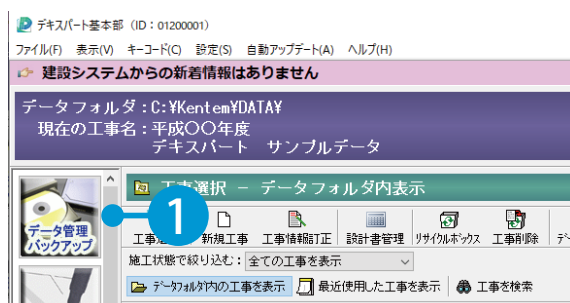 デキスパート基本部（ID：01200001）
ファイル(F) 表示(V) キーコード(C) 設定(S) 自動アップデート(A) ヘルプ(H)
建設システムからの新着情報はありません
データフォルダ：C:¥Kentem¥DATA¥
現在の工事名：平成〇〇年度
デキスパート サンプルデータ
データ管理
バックアップ
1
選択 － データフォルダ内表示
工事 新規工事 工事情報訂正 設計書管理 リサイクルボックス 工事削除 デ
施工状態で絞り込む：全ての工事を表示
データフォルダ内の工事を表示 最近使用した工事を表示 工事を検索